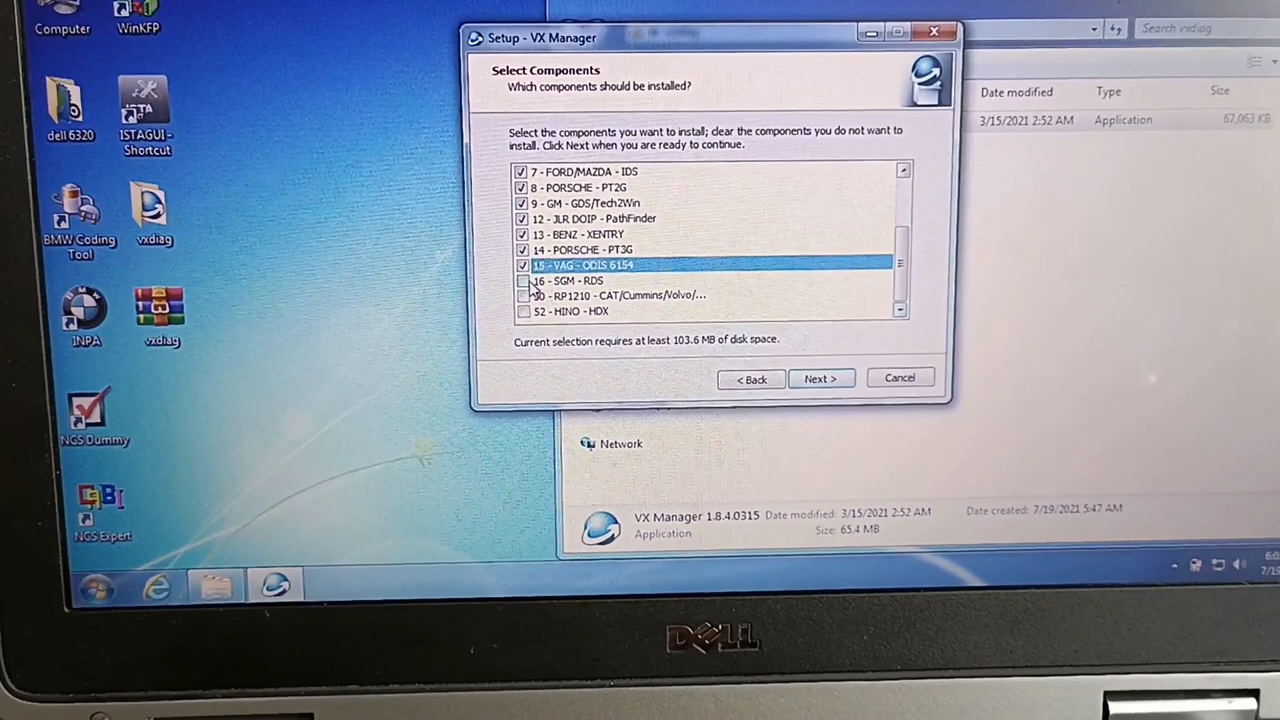 Computer
WinKFP
dell 6320
ISTA
ISTAGUI -
Shortcut
BMW Coding
Tool
vxdiag
INPA
vxdiag
NGS Dummy
NGS Expert
Setup - VX Manager
Select Components
Which components should be installed?
Select the components you want to install; clear the components you do not want to
install. Click Next when you are ready to continue.
7 - FORD/MAZDA - IDS
8 - PORSCHE - PT2G
9 - GM - GDS/Tech2Win
12 - JLR DOIP - PathFinder
13 - BENZ - XENTRY
14 - PORSCHE - PT3G
15 - VAG - ODIS 6154
16 - SGM - RDS
- RP1210 - CAT/Cummins/Volvo/...
52 - HINO - HDX
Current selection requires at least 103.6 MB of disk space.
< Back
Next >
Cancel
Search vxdiag
Date modified
Type
Size
3/15/2021 2:52 AM
Application
67,063 KB
Network
VX Manager 1.8.4.0315
Date modified: 3/15/2021 2:52 AM
Date created: 7/19/2021 5:47 AM
Application
Size: 65.4 MB
DELL